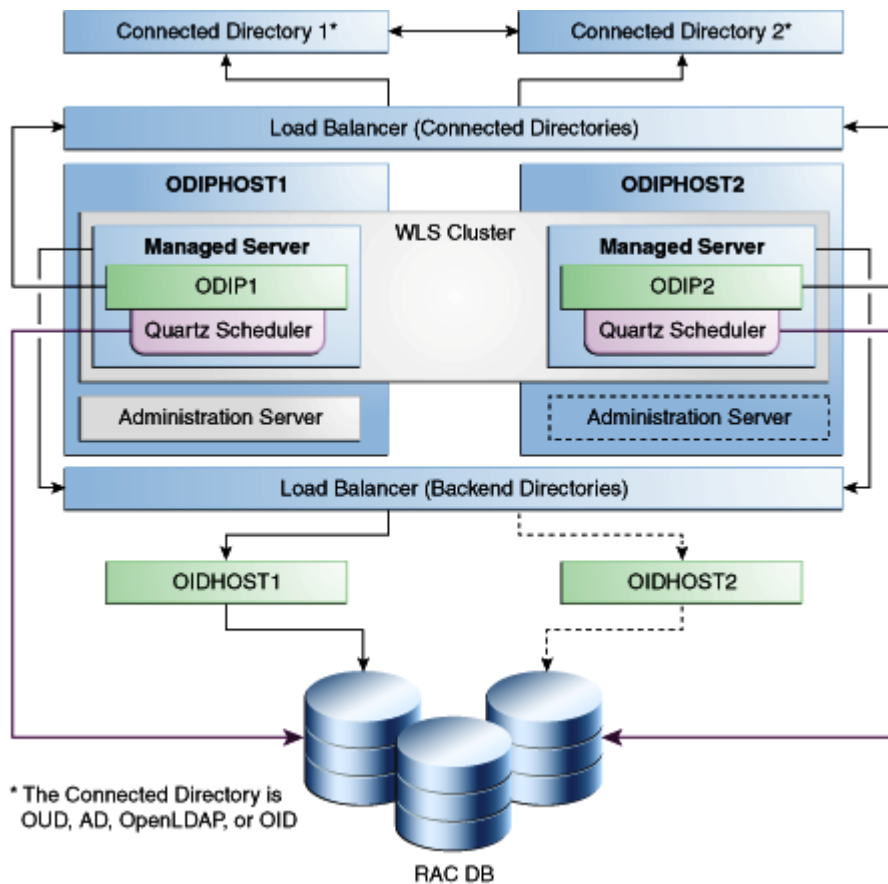 Connected Directory 1*
Connected Directory 2*
Load Balancer (Connected Directories)
ODIPHOST1
ODIPHOST2
WLS Cluster
Managed Server
Managed Server
ODIP1
ODIP2
Quartz Scheduler
Quartz Scheduler
Administration Server
Administration Server
Load Balancer (Backend Directories)
OIDHOST1
OIDHOST2
* The Connected Directory is
OUD, AD, OpenLDAP, or OID
RAC DB